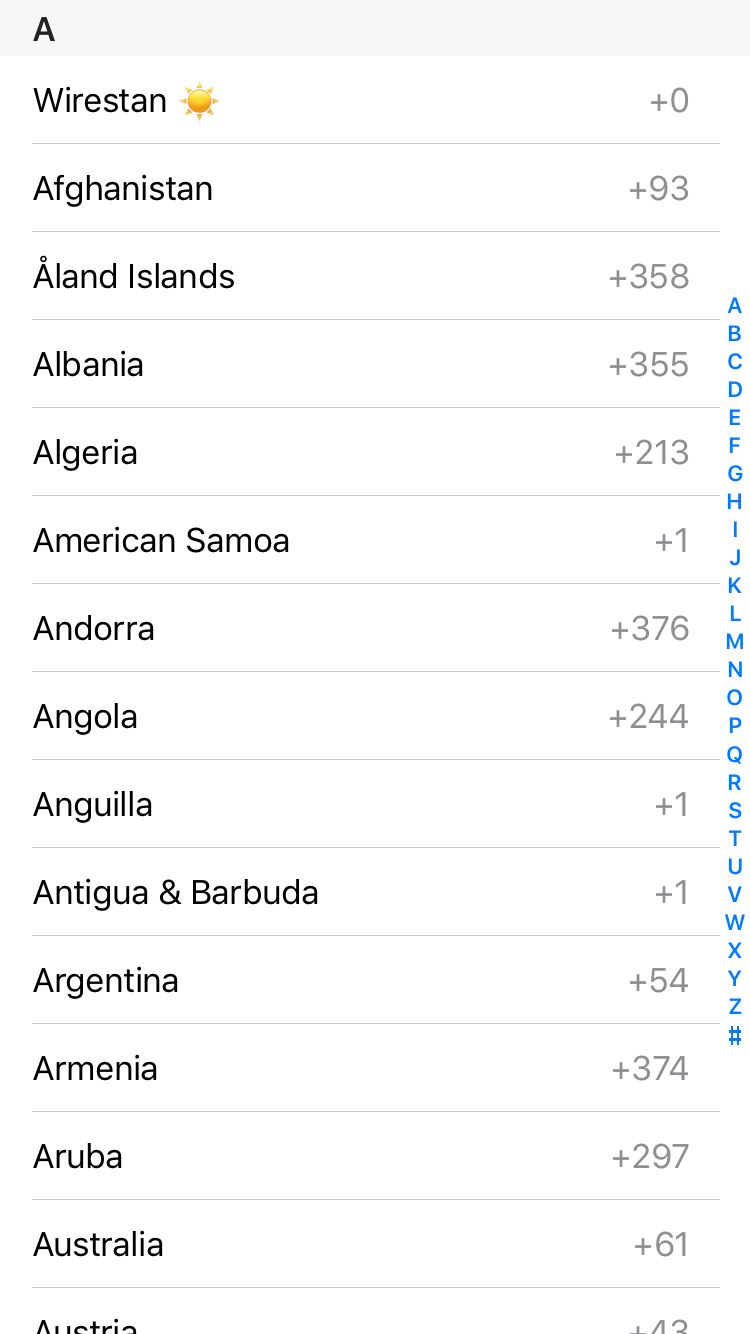 A
Wirestan ☀️ +0
Afghanistan +93
Åland Islands +358
Albania +355
Algeria +213
American Samoa +1
Andorra +376
Angola +244
Anguilla +1
Antigua & Barbuda +1
Argentina +54
Armenia +374
Aruba +297
Australia +61
Austria +43
A
B
C
D
E
F
G
H
I
J
K
L
M
N
O
P
Q
R
S
T
U
V
W
X
Y
Z
#